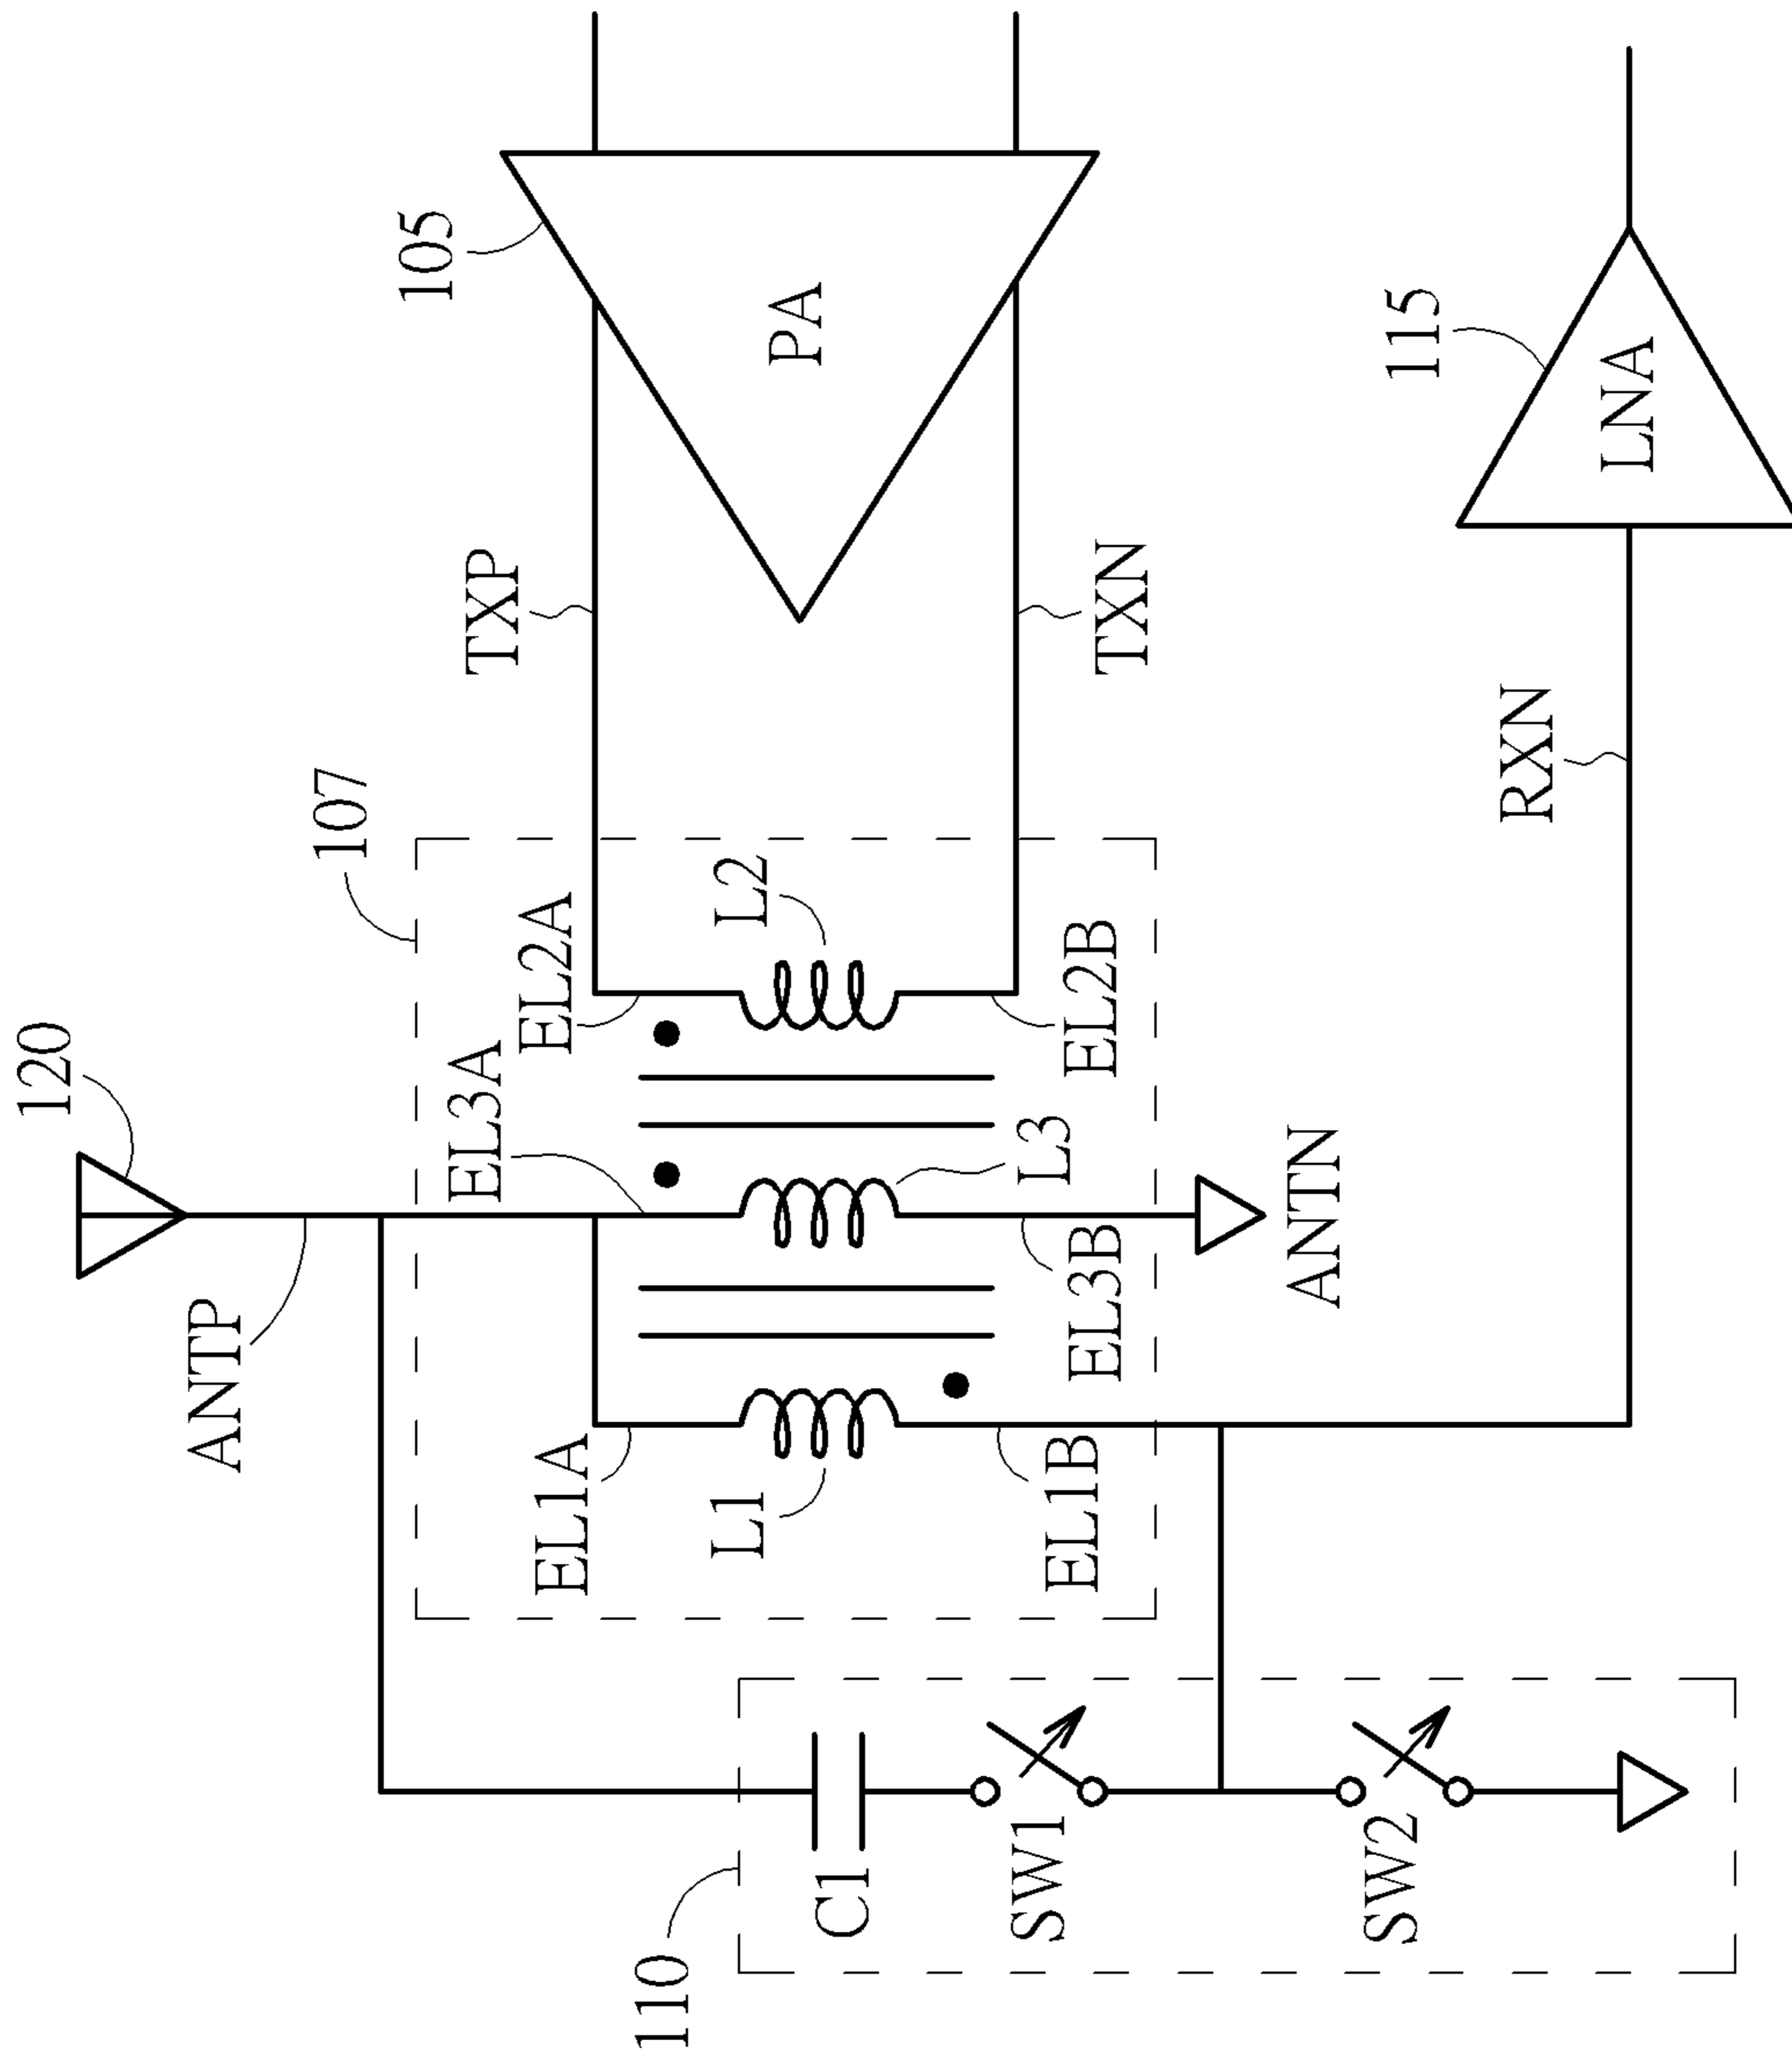 120
ANTP
107
105
TXP
PA
TXN
EL2A
L2
EL2B
EL3A
L3
EL3B
ANTN
EL1A
L1
EL1B
RXN
115
LNA
110
C1
SW1
SW2